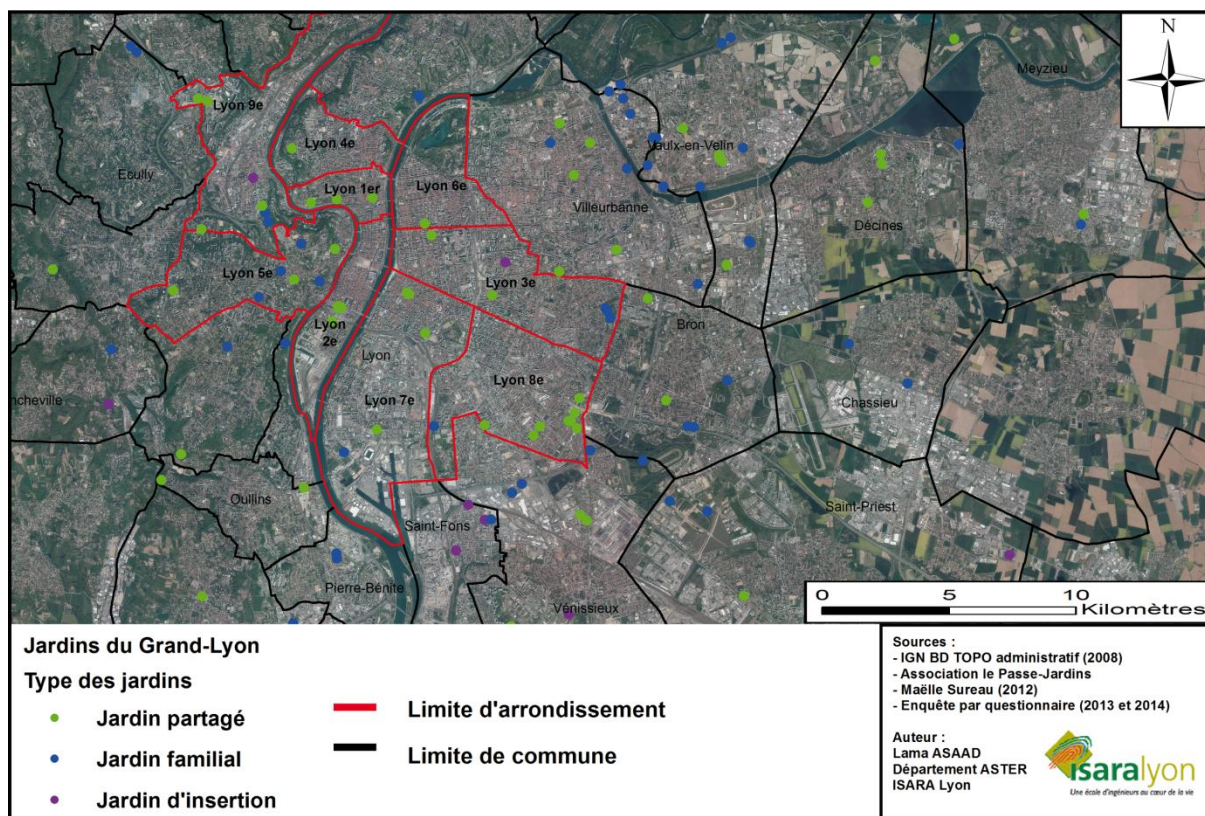 N
Meyzieu
Lyon 9e
Lyon 4e
Vaulx-en-Velin
Ecully
Lyon 1er
Lyon 6e
Villeurbanne
Décines
Lyon 5e
Lyon 3e
Lyon
2e
Bron
Lyon
Lyon 8e
Chassieu
ncheville
Lyon 7e
Oullins
Saint-Fons
Saint-Priest
Pierre-Bénite
Vénissieux
0 5 10
Kilomètres
Jardins du Grand-Lyon
Type des jardins
Jardin partagé
Jardin familial
Jardin d'insertion
Limite d'arrondissement
Limite de commune
Sources :
- IGN BD TOPO administratif (2008)
- Association le Passe-Jardins
- Maëlle Sureau (2012)
- Enquête par questionnaire (2013 et 2014)
Auteur :
Lama ASAAD
Département ASTER
ISARA Lyon
isaralyon
Une école d'ingénieurs au cœur de la vie